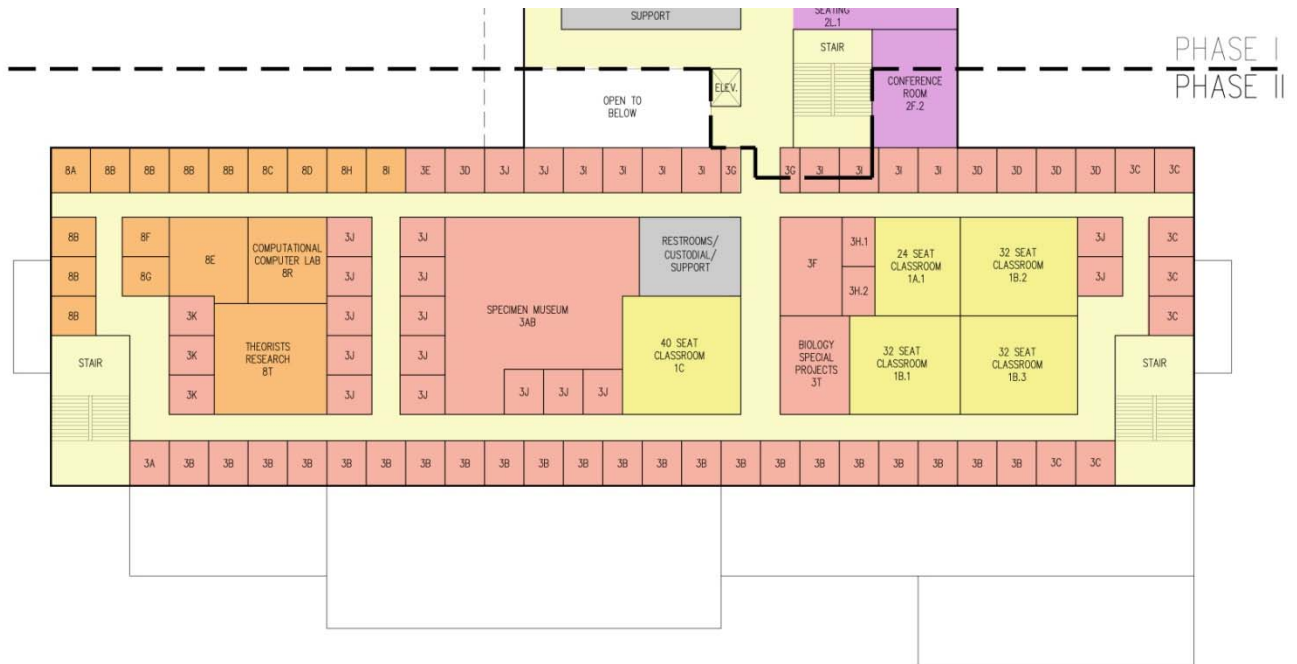 SUPPORT
SEATING
2L.1
STAIR
PHASE I
PHASE II
ELEV.
OPEN TO
BELOW
CONFERENCE
ROOM
2F.2
8A 8B 8B 8B 8B 8C 8D 8H 8I 3E 3D 3J 3J 3I 3I 3I 3I 3G 3G 3I 3I 3I 3I 3D 3D 3D 3D 3C 3C
8B
8B
8B
8F
8G
8E
COMPUTATIONAL
COMPUTER LAB
8R
3K
3K
3K
THEORISTS
RESEARCH
8T
3J
3J
3J
3J
3J
3J
3J
3J
3J
3J
SPECIMEN MUSEUM
3AB
3J 3J 3J
RESTROOMS/
CUSTODIAL/
SUPPORT
40 SEAT
CLASSROOM
1C
3F
3H.1
3H.2
BIOLOGY
SPECIAL
PROJECTS
3T
24 SEAT
CLASSROOM
1A.1
32 SEAT
CLASSROOM
1B.2
32 SEAT
CLASSROOM
1B.1
32 SEAT
CLASSROOM
1B.3
3J
3J
3C
3C
3C
STAIR
STAIR
3A 3B 3B 3B 3B 3B 3B 3B 3B 3B 3B 3B 3B 3B 3B 3B 3B 3B 3B 3B 3B 3B 3B 3C 3C